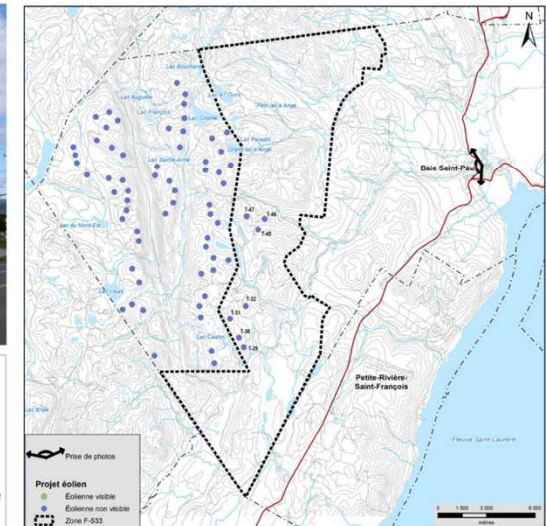 N
Lac Bouchard
Lac Auguste
Lac à l'Ours
Lac François
Petit lac à Ange
Lac Cristine
Lac Paradis
Grand lac à Ange
Baie Saint-Paul
Lac Sainte-Anne
T-47
T-46
T-45
Lac du Nord-Est
Lac Louis
T-32
T-31
T-30
T-29
Lac Castor
Petite-Rivière-
Saint-François
Lac Brûlé
Fleuve Saint-Laurent
Prise de photos
Projet éolien
Éolienne visible
Éolienne non visible
Zone F-533
0 1 500 3 000 6 000
mètres